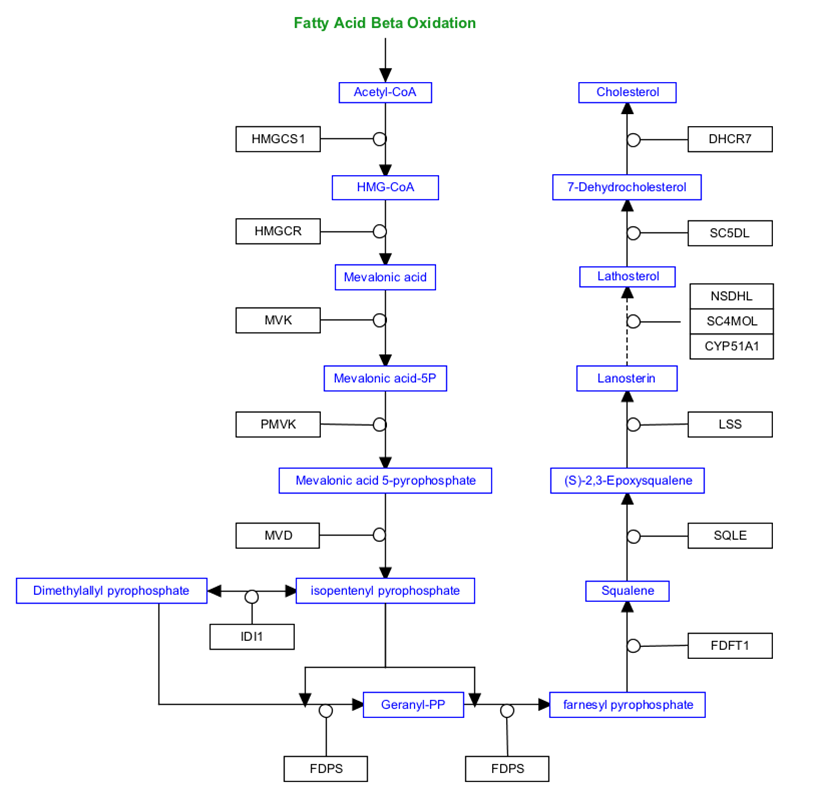 Fatty Acid Beta Oxidation
Acetyl-CoA
Cholesterol
HMGCS1
DHCR7
HMG-CoA
7-Dehydrocholesterol
HMGCR
SC5DL
Mevalonic acid
Lathosterol
NSDHL
MVK
SC4MOL
CYP51A1
Mevalonic acid-5P
Lanosterin
PMVK
LSS
Mevalonic acid 5-pyrophosphate
(S)-2,3-Epoxysqualene
MVD
SQLE
Dimethylallyl pyrophosphate
isopentenyl pyrophosphate
Squalene
IDI1
FDFT1
Geranyl-PP
farnesyl pyrophosphate
FDPS
FDPS